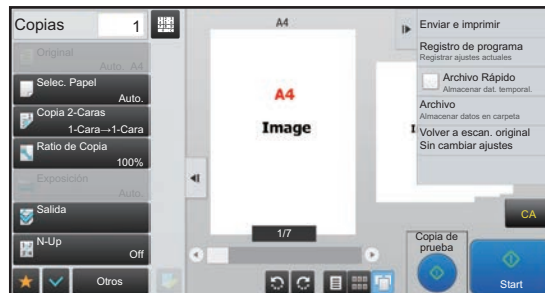 Copias
1
Original
Auto. A4
Selec. Papel
Auto.
Copia 2-Caras
1-Cara→1-Cara
Ratio de Copia
100%
Exposición
Auto.
Salida
N-Up
Off
Otros
A4
A4
Image
I
1/7
Enviar e imprimir
Registro de programa
Registrar ajustes actuales
Archivo Rápido
Almacenar dat. temporal.
Archivo
Almacenar datos en carpeta
Volver a escan. original
Sin cambiar ajustes
CA
Copia de
prueba
Start